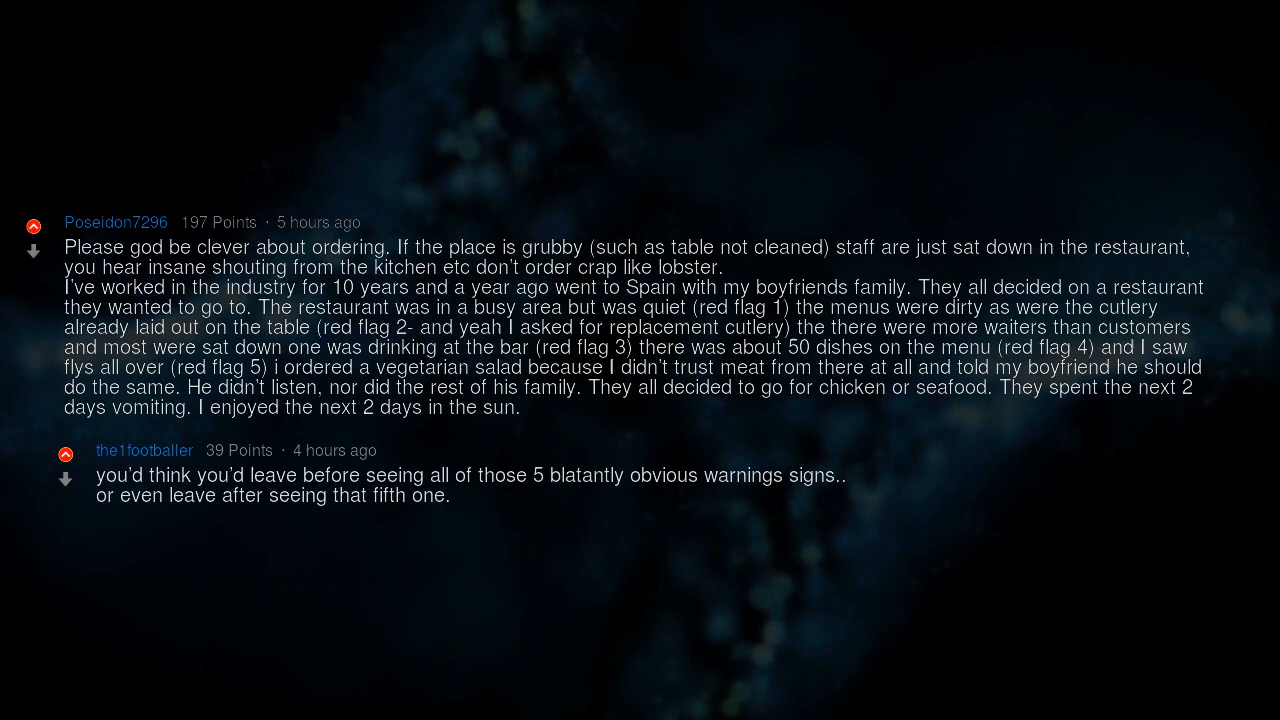 Poseidon7296 197 Points · 5 hours ago
Please god be clever about ordering. If the place is grubby (such as table not cleaned) staff are just sat down in the restaurant,
you hear insane shouting from the kitchen etc don't order crap like lobster.
I've worked in the industry for 10 years and a year ago went to Spain with my boyfriends family. They all decided on a restaurant
they wanted to go to. The restaurant was in a busy area but was quiet (red flag 1) the menus were dirty as were the cutlery
already laid out on the table (red flag 2- and yeah I asked for replacement cutlery) the there were more waiters than customers
and most were sat down one was drinking at the bar (red flag 3) there was about 50 dishes on the menu (red flag 4) and I saw
flys all over (red flag 5) i ordered a vegetarian salad because I didn't trust meat from there at all and told my boyfriend he should
do the same. He didn't listen, nor did the rest of his family. They all decided to go for chicken or seafood. They spent the next 2
days vomiting. I enjoyed the next 2 days in the sun.
the1footballer 39 Points · 4 hours ago
you'd think you'd leave before seeing all of those 5 blatantly obvious warnings signs..
or even leave after seeing that fifth one.